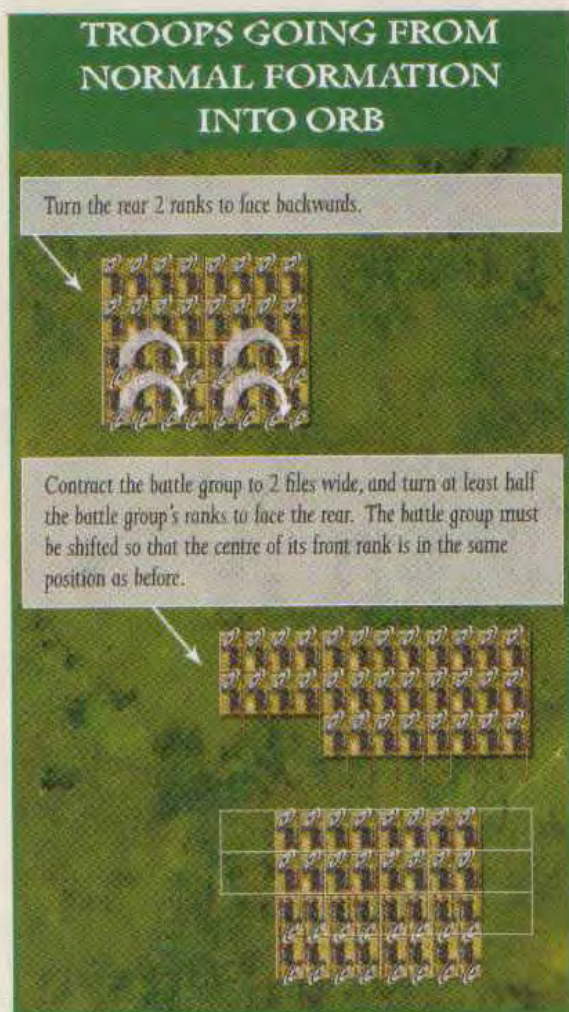 TROOPS GOING FROM
NORMAL FORMATION
INTO ORB
Turn the rear 2 ranks to face backwards.
Contract the battle group to 2 files wide, and turn at least half
the battle group's ranks to face the rear. The battle group must
be shifted so that the centre of its front rank is in the same
position as before.